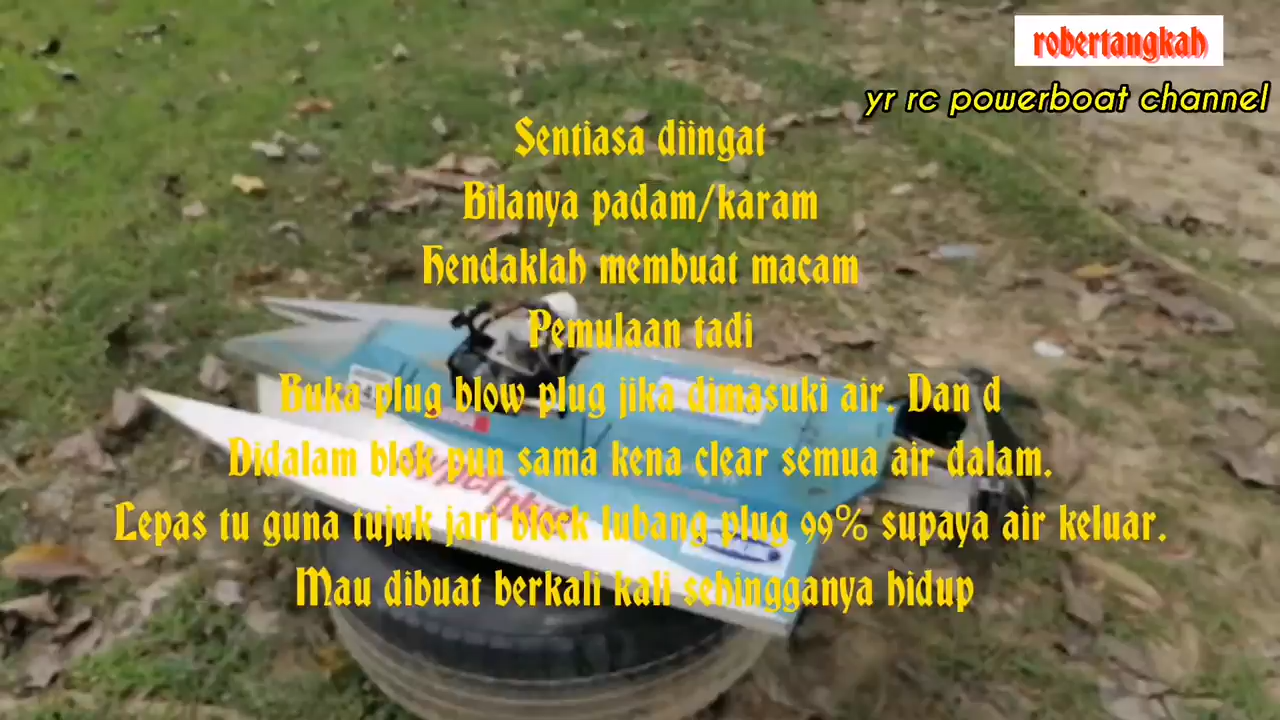 robertangkah
yr rc powerboat channel
Sentiasa diingat
Bilanya padam/karam
Hendaklah membuat macam
Pemulaan tadi
Buka plug blow plug jika dimasuki air. Dan d
Didalam blok pun sama kena clear semua air dalam.
Lepas tu guna tujuk jari block lubang plug 99% supaya air keluar.
Mau dibuat berkali kali sehingganya hidup